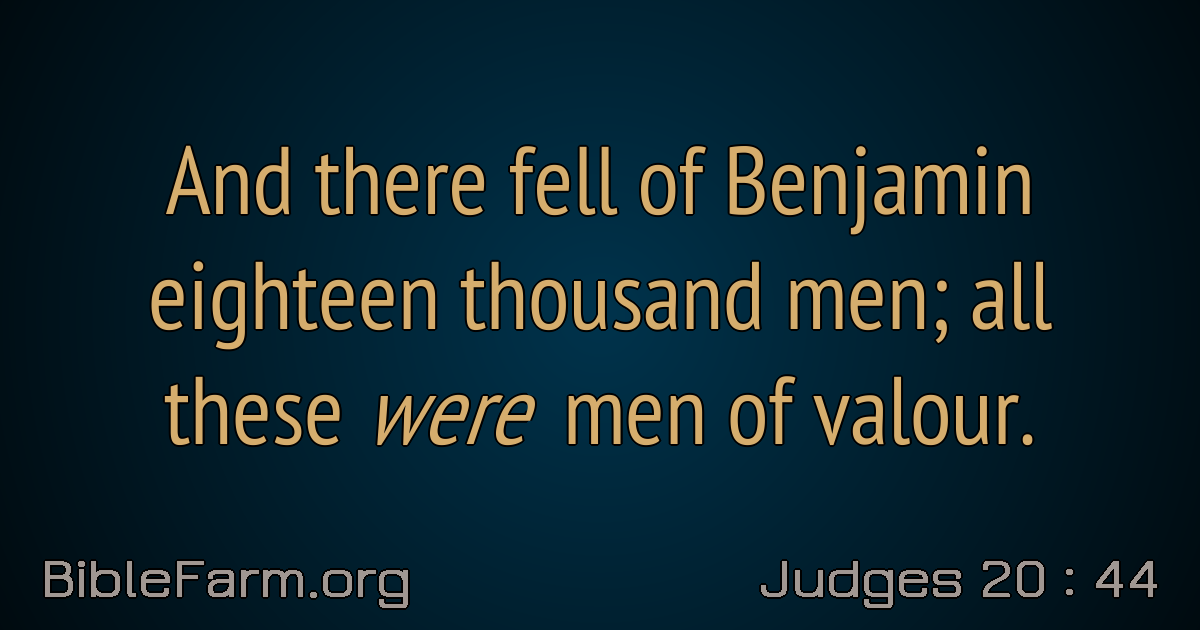 And there fell of Benjamin
eighteen thousand men; all
these were men of valour.
BibleFarm.org
Judges 20 : 44